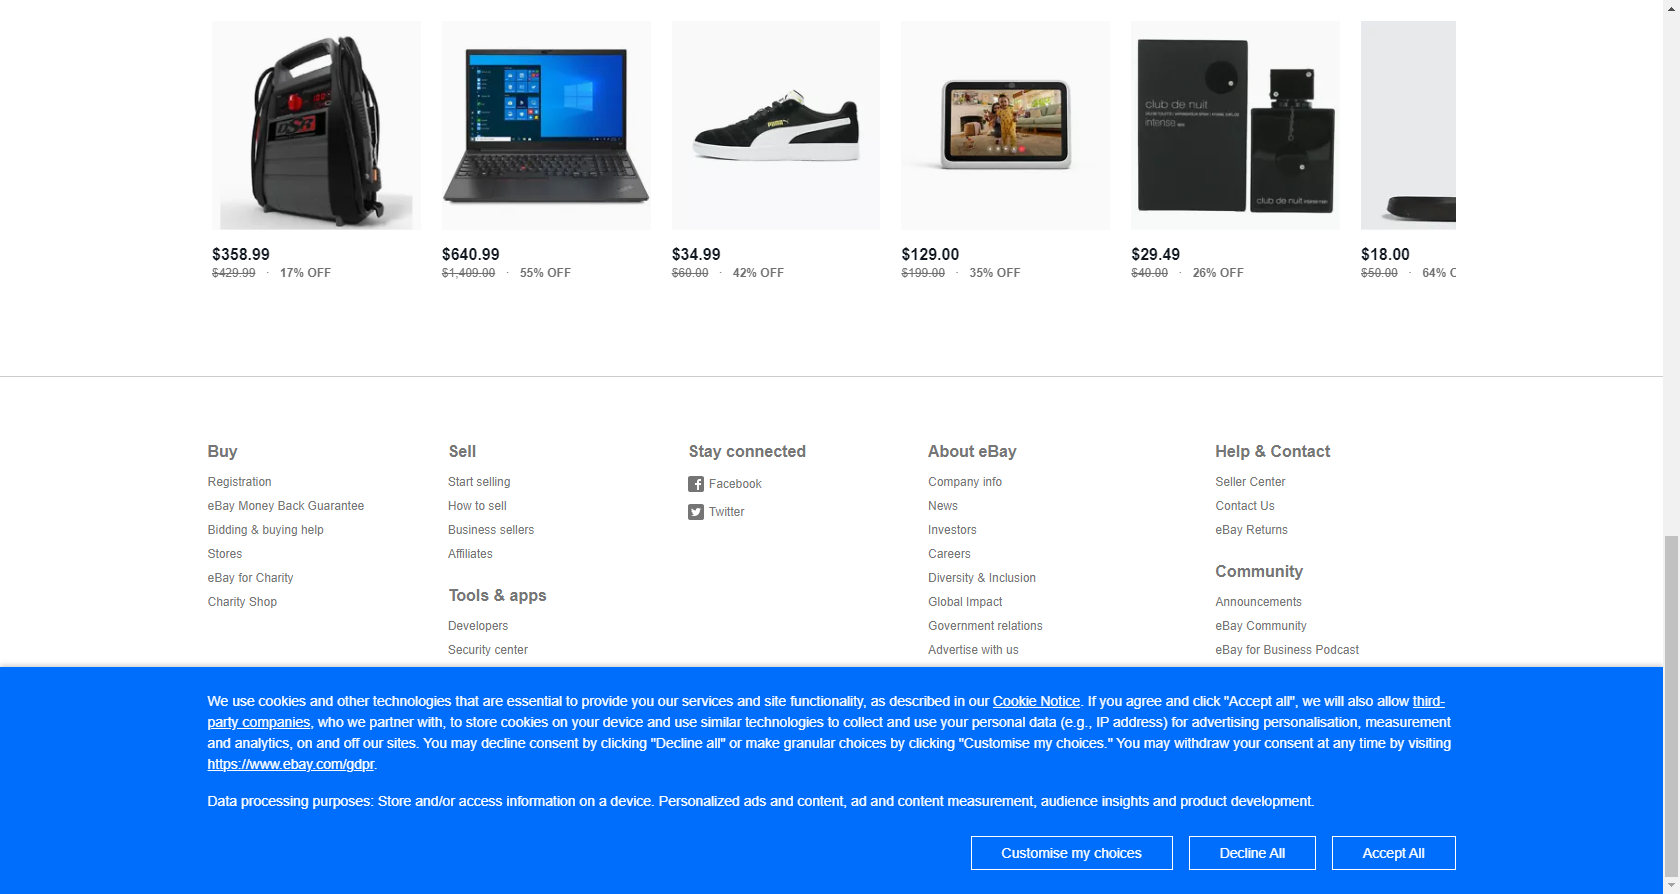 PUMA
club de nuit
intense man
club de nuit intense man
$358.99
$429.99 · 17% OFF
$640.99
$1,409.00 · 55% OFF
$34.99
$60.00 · 42% OFF
$129.00
$199.00 · 35% OFF
$29.49
$40.00 · 26% OFF
$18.00
$50.00 · 64%
Buy
Registration
eBay Money Back Guarantee
Bidding & buying help
Stores
eBay for Charity
Charity Shop
Sell
Start selling
How to sell
Business sellers
Affiliates
Tools & apps
Developers
Security center
Stay connected
Facebook
Twitter
About eBay
Company info
News
Investors
Careers
Diversity & Inclusion
Global Impact
Government relations
Advertise with us
Help & Contact
Seller Center
Contact Us
eBay Returns
Community
Announcements
eBay Community
eBay for Business Podcast
We use cookies and other technologies that are essential to provide you our services and site functionality, as described in our Cookie Notice. If you agree and click "Accept all", we will also allow third-
party companies, who we partner with, to store cookies on your device and use similar technologies to collect and use your personal data (e.g., IP address) for advertising personalisation, measurement
and analytics, on and off our sites. You may decline consent by clicking "Decline all" or make granular choices by clicking "Customise my choices." You may withdraw your consent at any time by visiting
https://www.ebay.com/gdpr.
Data processing purposes: Store and/or access information on a device. Personalized ads and content, ad and content measurement, audience insights and product development.
Customise my choices
Decline All
Accept All